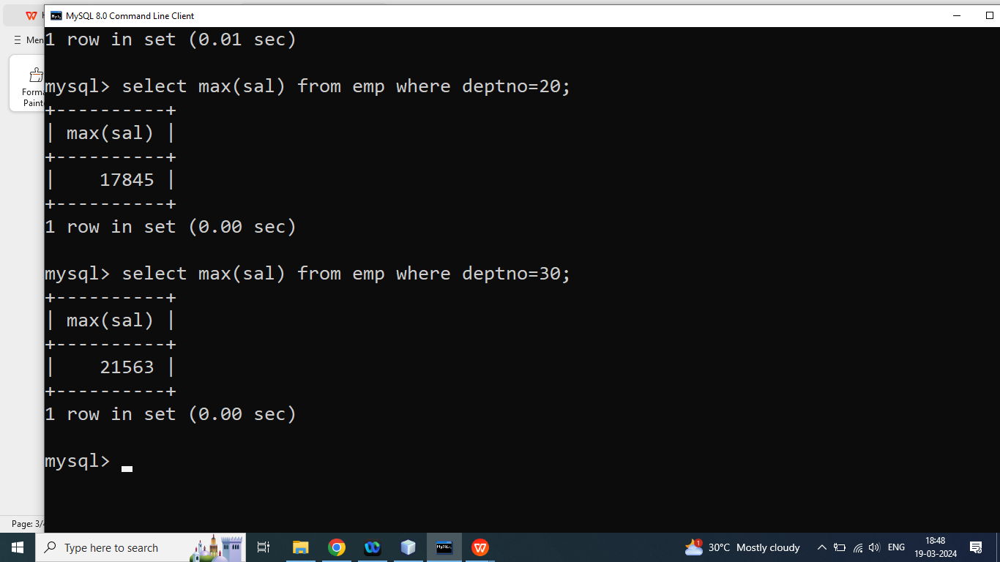 MySQL 8.0 Command Line Client
Men
Forma
Paint
1 row in set (0.01 sec)
mysql> select max(sal) from emp where deptno=20;
+----------+
| max(sal) |
+----------+
|    17845 |
+----------+
1 row in set (0.00 sec)
mysql> select max(sal) from emp where deptno=30;
+----------+
| max(sal) |
+----------+
|    21563 |
+----------+
1 row in set (0.00 sec)
mysql>
Page: 3/4
Type here to search
MySQL
1
30°C Mostly cloudy
ENG
18:48
19-03-2024